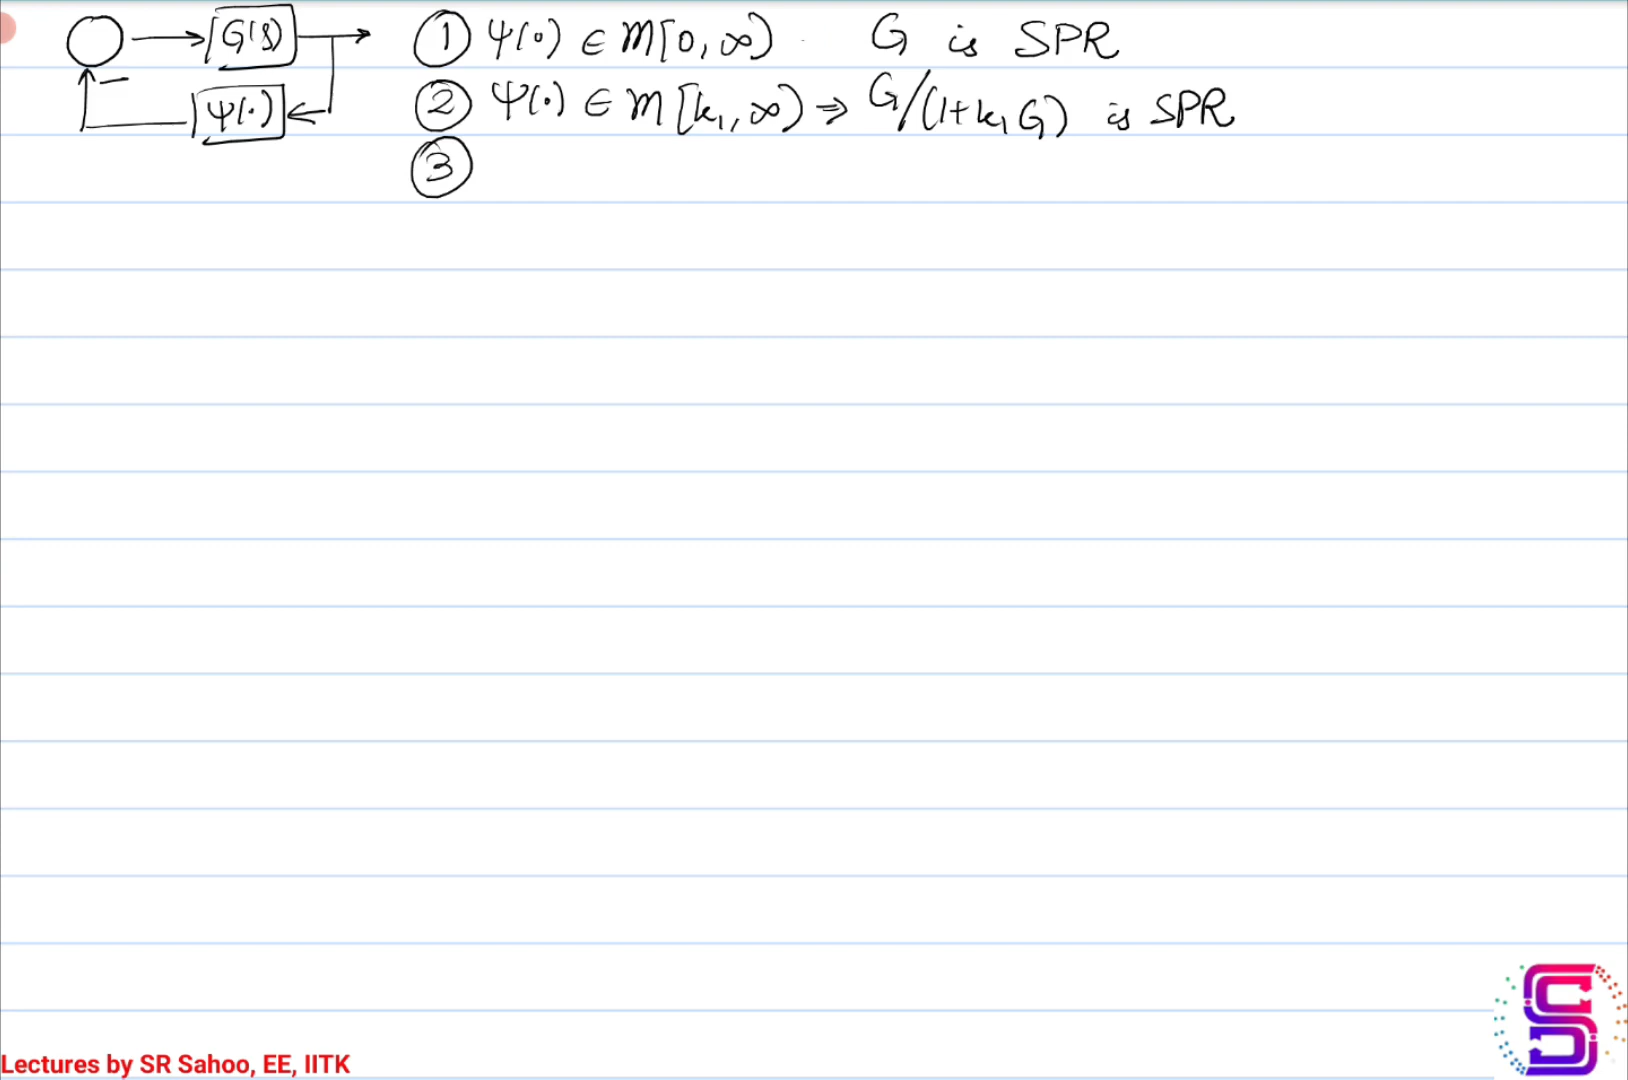 G(s) ① ψ(·) ∈ m[0, ∞) G is SPR
ψ(·) ② ψ(·) ∈ m[k₁, ∞) ⇒ G/(1+k₁G) is SPR
③
Lectures by SR Sahoo, EE, IITK